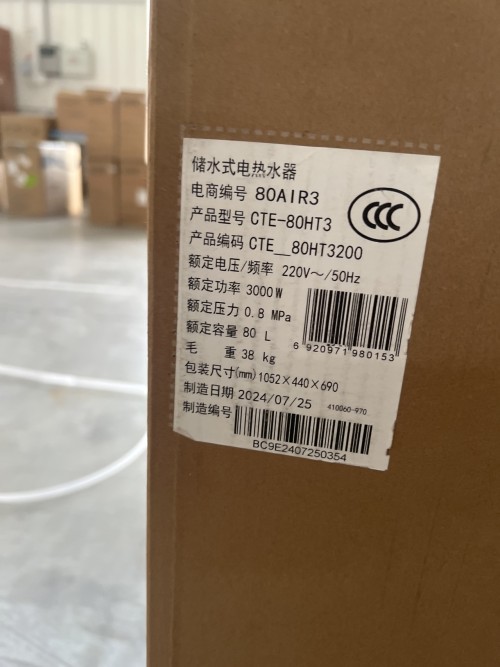 储水式电热水器
电商编号 80AIR3
产品型号 CTE-80HT3
产品编码 CTE__80HT3200
额定电压/频率 220V～/50Hz
额定功率 3000W
额定压力 0.8 MPa
额定容量 80 L
毛 重 38 kg
包装尺寸(mm)1052×440×690
制造日期 2024/07/25
制造编号
CCC
6 920971 980153
410060-970
BC9E2407250354